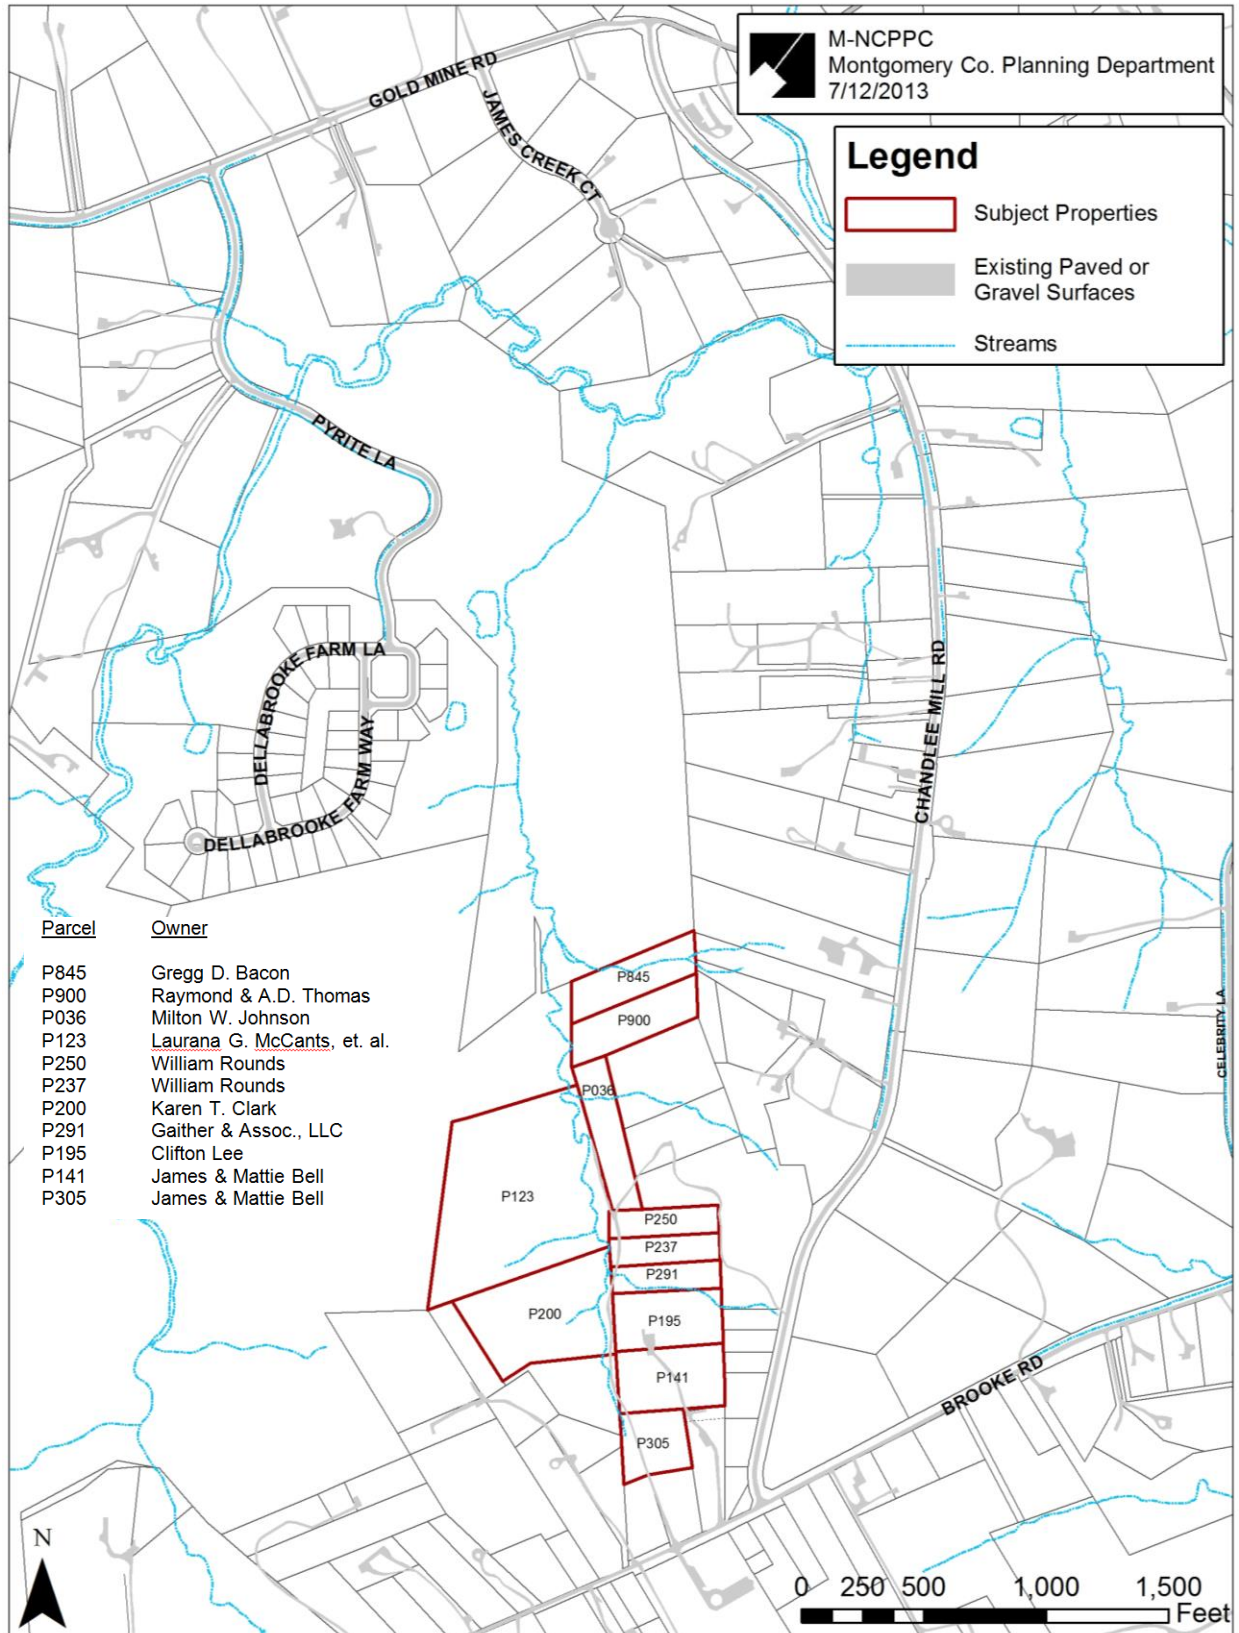 M-NCPPC
Montgomery Co. Planning Department
7/12/2013
Legend
Subject Properties
Existing Paved or
Gravel Surfaces
Streams
GOLD MINE RD
JAMES CREEK CT
PYRITE LA
DELLABROOKE FARM LA
DELLABROOKE FARM WAY
CHANDLEE MILL RD
CELEBRITY LA
BROOKE RD
Parcel Owner
P845 Gregg D. Bacon
P900 Raymond & A.D. Thomas
P036 Milton W. Johnson
P123 Laurana G. McCants, et. al.
P250 William Rounds
P237 William Rounds
P200 Karen T. Clark
P291 Gaither & Assoc., LLC
P195 Clifton Lee
P141 James & Mattie Bell
P305 James & Mattie Bell
P845
P900
P036
P123
P250
P237
P291
P200
P195
P141
P305
N
0 250 500 1,000 1,500
Feet